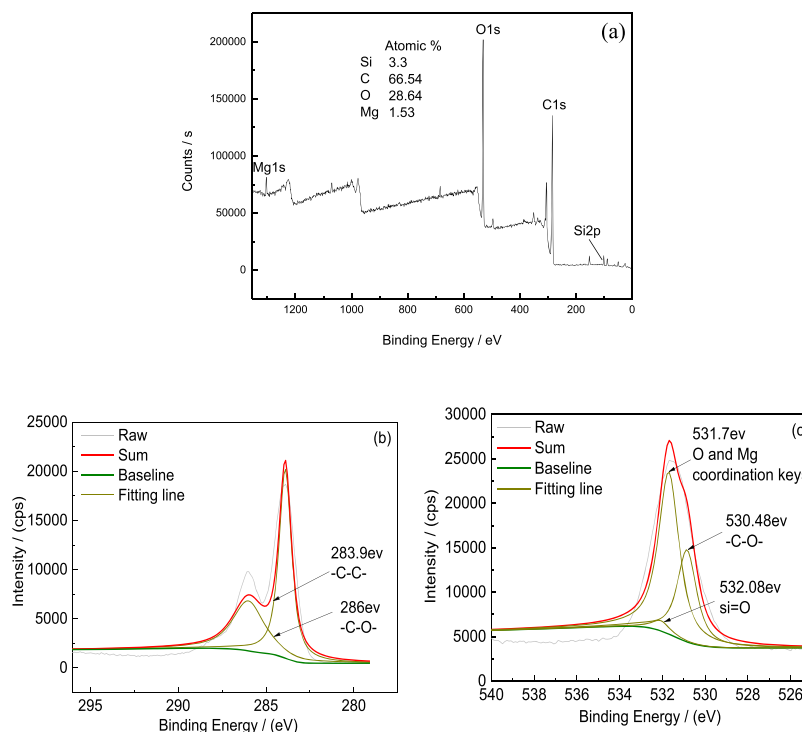 (a)
O1s
Atomic %
Si 3.3
C 66.54
O 28.64
Mg 1.53
C1s
Mg1s
Si2p
200000
150000
100000
50000
0
Counts / s
1200 1000 800 600 400 200 0
Binding Energy / eV
(b)
Raw
Sum
Baseline
Fitting line
283.9ev
-C-C-
286ev
-C-O-
25000
20000
15000
10000
5000
0
Intensity / (cps)
295 290 285 280
Binding Energy / (eV)
(c
Raw
Sum
Baseline
Fitting line
531.7ev
O and Mg
coordination key
530.48ev
-C-O-
532.08ev
si=O
30000
25000
20000
15000
10000
5000
0
Intensity / (cps)
540 538 536 534 532 530 528 526
Binding Energy / (eV)